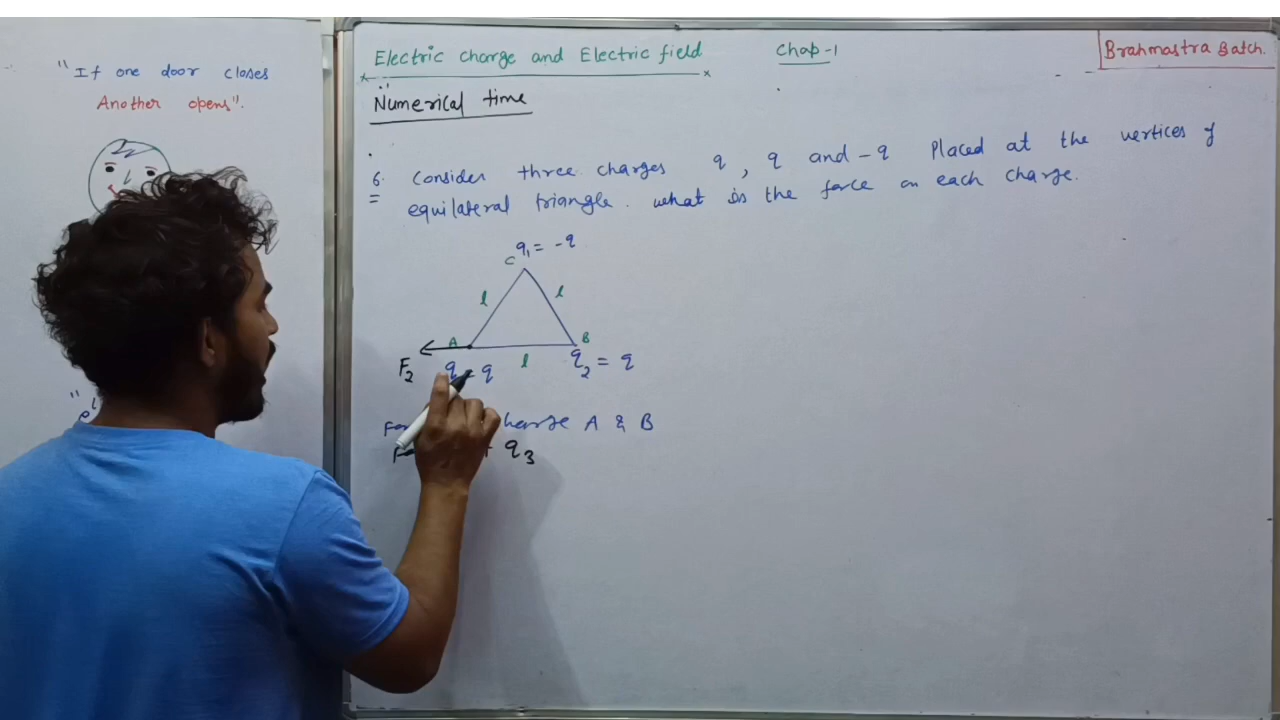 "If one door closes
Another opens".
Electric charge and Electric field
Chap-1
Brahmastra Batch.
Numerical time
6. Consider three charges q, q and -q Placed at the vertices of
equilateral triangle. what is the force on each charge.
C q1 = -q
l l
A B
F2 q = q l q2 = q
charge A & B
q3